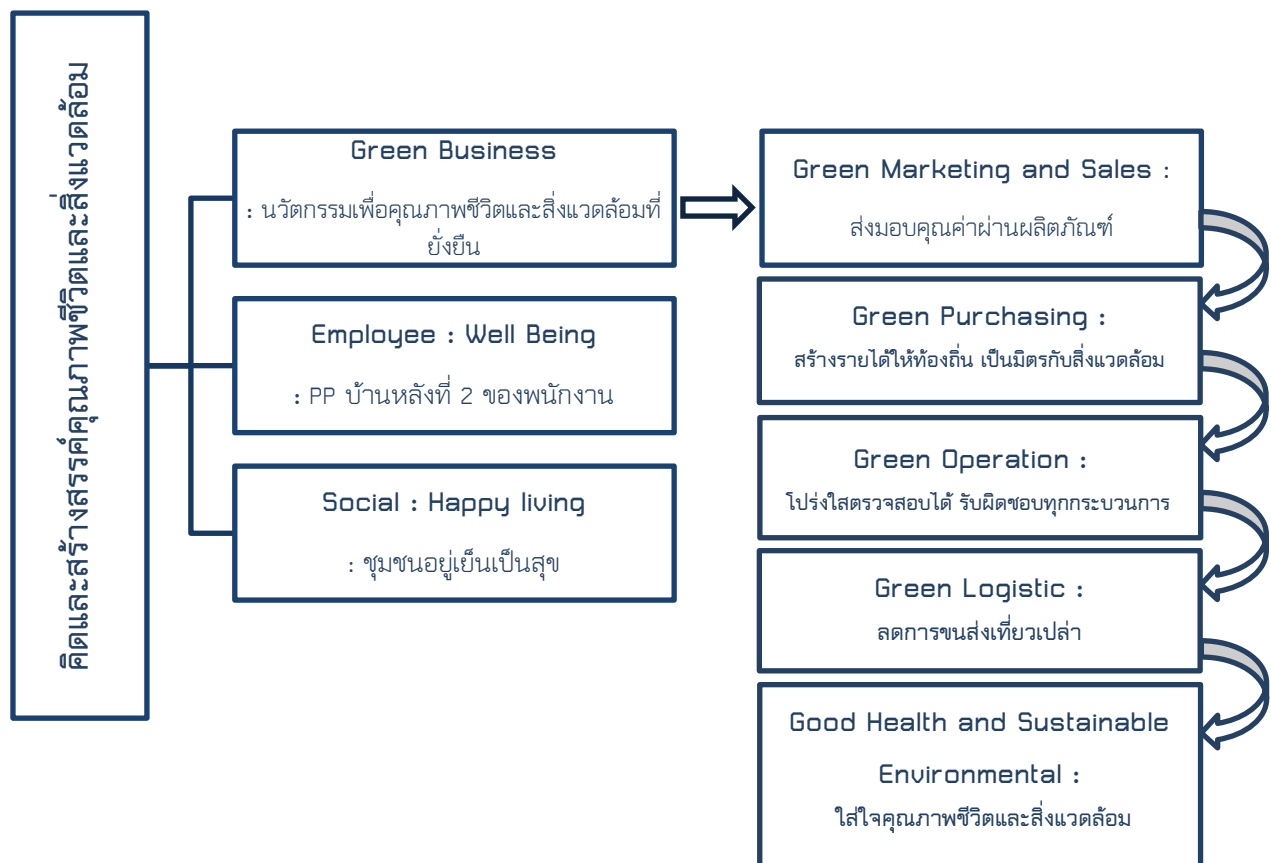 คิดและสร้างสรรค์คุณภาพชีวิตและสิ่งแวดล้อม
Green Business
: นวัตกรรมเพื่อคุณภาพชีวิตและสิ่งแวดล้อมที่
ยั่งยืน
Employee : Well Being
: PP บ้านหลังที่ 2 ของพนักงาน
Social : Happy living
: ชุมชนอยู่เย็นเป็นสุข
Green Marketing and Sales :
ส่งมอบคุณค่าผ่านผลิตภัณฑ์
Green Purchasing :
สร้างรายได้ให้ท้องถิ่น เป็นมิตรกับสิ่งแวดล้อม
Green Operation :
โปร่งใสตรวจสอบได้ รับผิดชอบทุกกระบวนการ
Green Logistic :
ลดการขนส่งเที่ยวเปล่า
Good Health and Sustainable
Environmental :
ใส่ใจคุณภาพชีวิตและสิ่งแวดล้อม